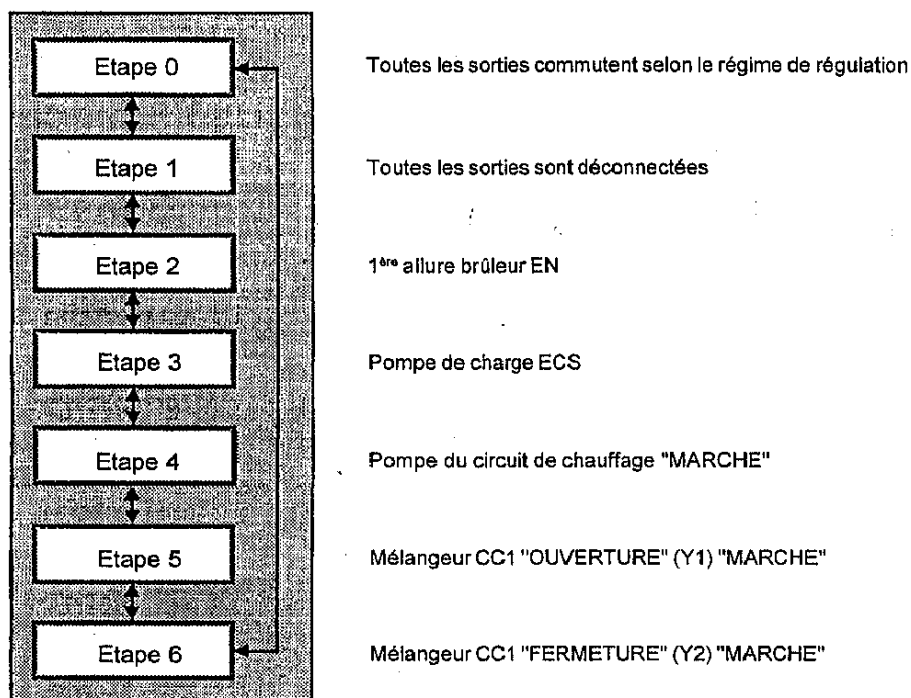 Etape 0 Toutes les sorties commutent selon le régime de régulation
Etape 1 Toutes les sorties sont déconnectées
Etape 2 1ère allure brûleur EN
Etape 3 Pompe de charge ECS
Etape 4 Pompe du circuit de chauffage "MARCHE"
Etape 5 Mélangeur CC1 "OUVERTURE" (Y1) "MARCHE"
Etape 6 Mélangeur CC1 "FERMETURE" (Y2) "MARCHE"